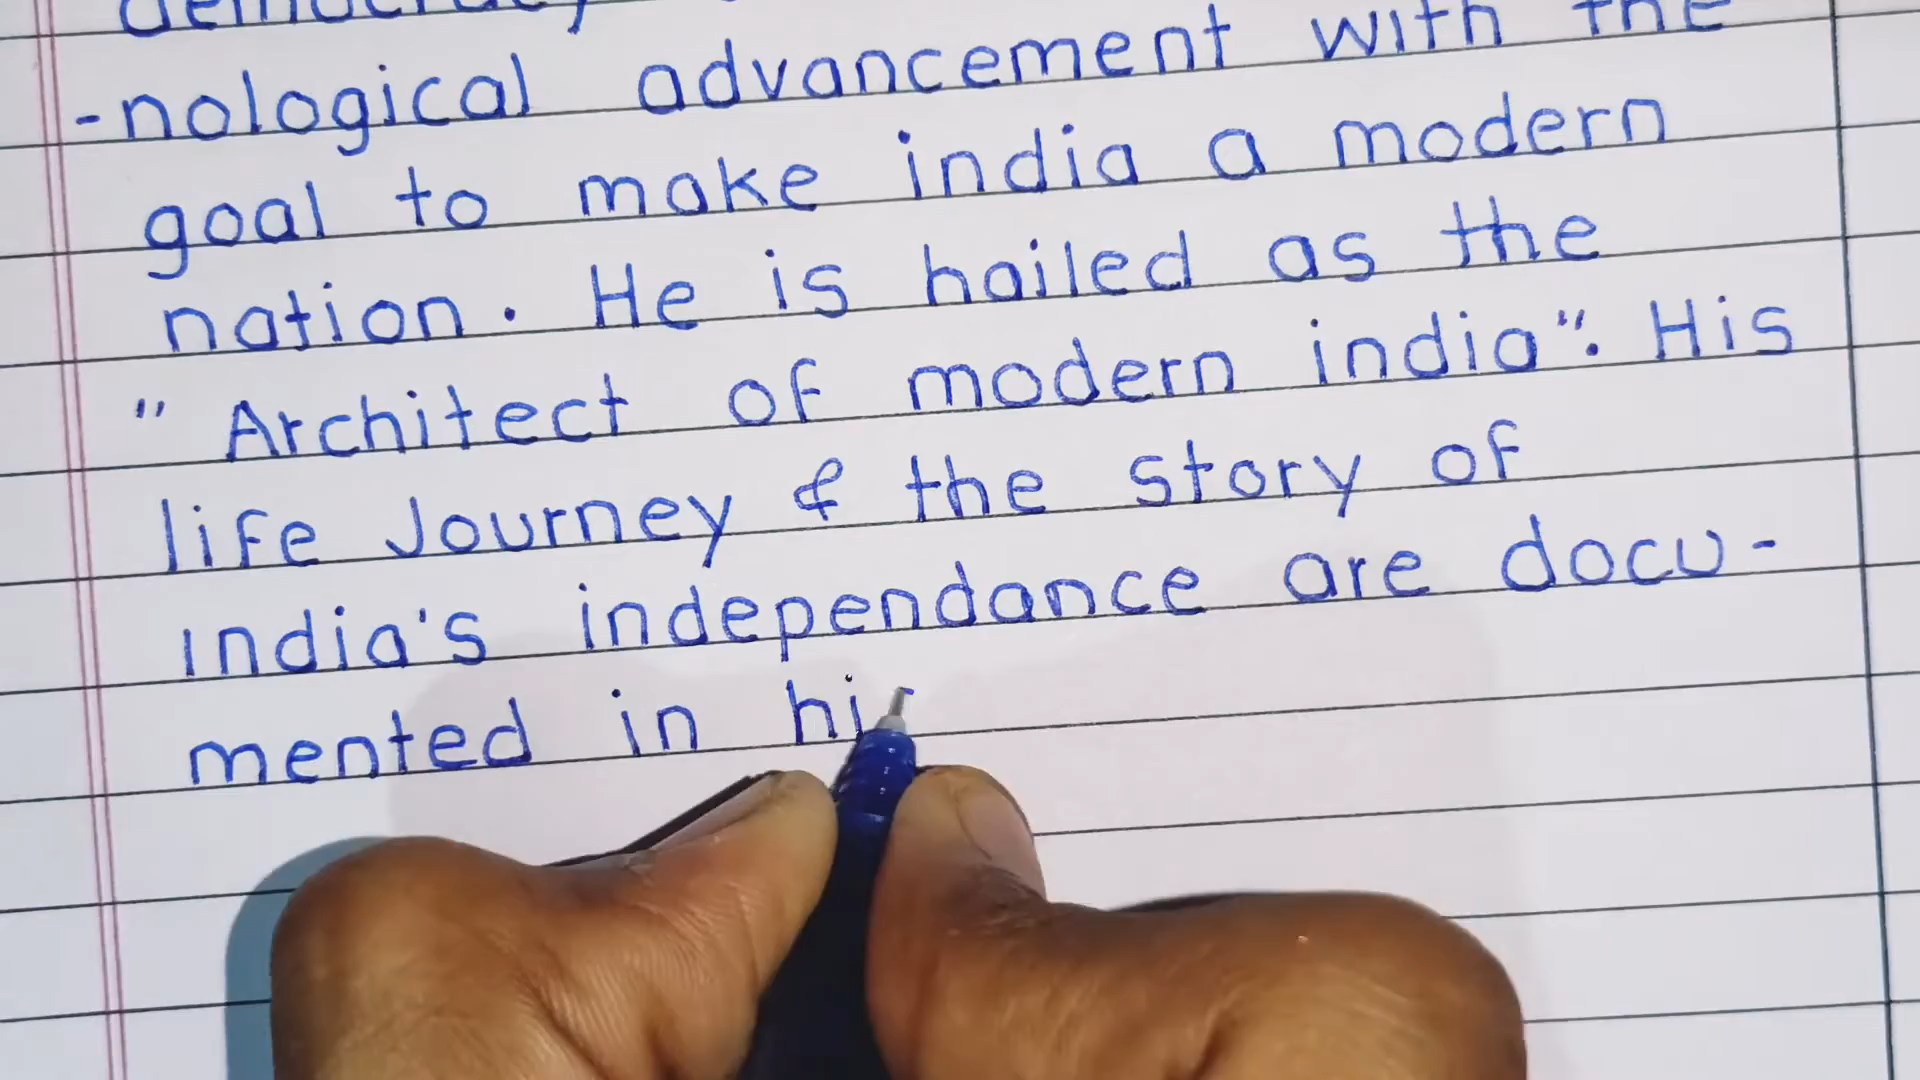 democracy
-nological advancement with the
goal to make india a modern
nation. He is hailed as the
"Architect of modern india". His
life Journey & the story of
India's independance are docu-
mented in hi